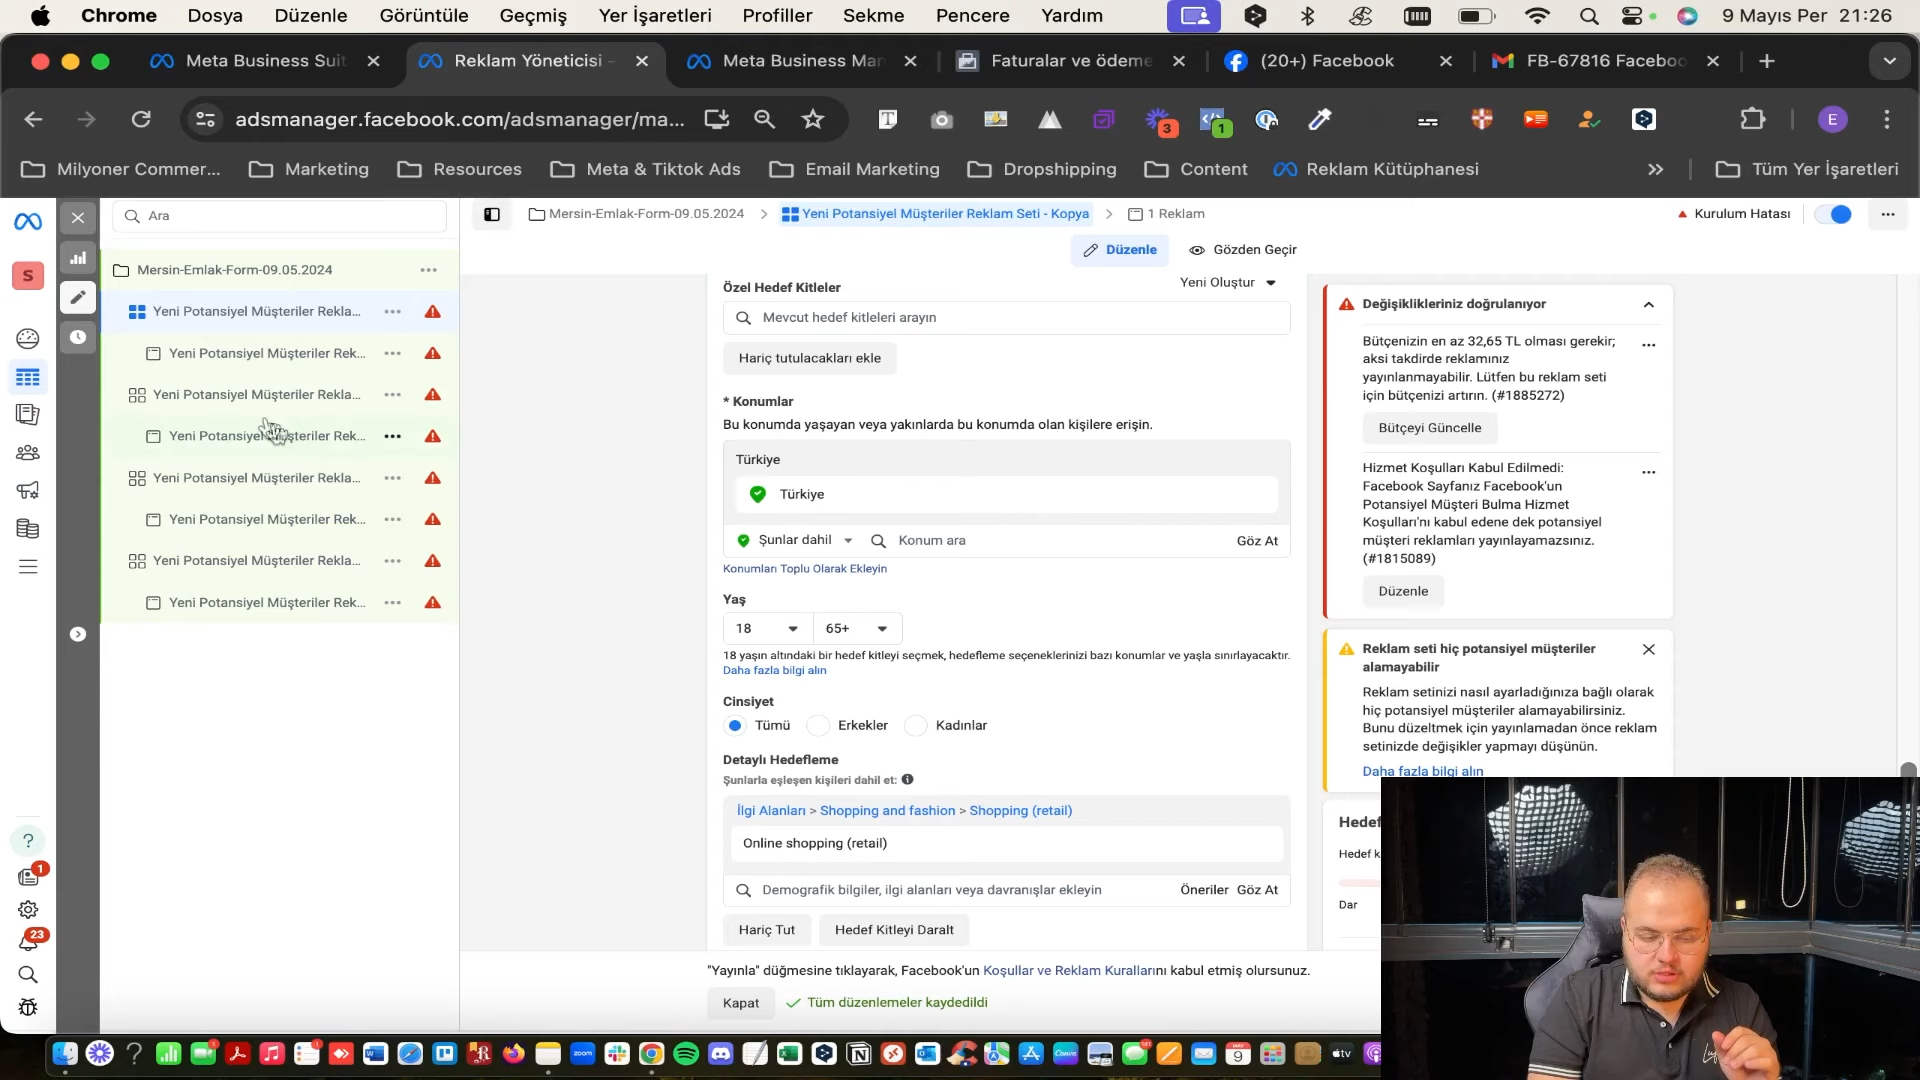 Chrome Dosya Düzenle Görüntüle Geçmiş Yer İşaretleri Profiller Sekme Pencere Yardım 9 Mayıs Per 21:26
Meta Business Suit Reklam Yöneticisi - Meta Business Man Faturalar ve ödeme (20+) Facebook FB-67816 Faceboo
adsmanager.facebook.com/adsmanager/ma... 3 1 E
Milyoner Commer... Marketing Resources Meta & Tiktok Ads Email Marketing Dropshipping Content Reklam Kütüphanesi Tüm Yer İşaretleri
Ara
Mersin-Emlak-Form-09.05.2024 Yeni Potansiyel Müşteriler Reklam Seti - Kopya 1 Reklam
Kurulum Hatası
Düzenle Gözden Geçir
S
Mersin-Emlak-Form-09.05.2024
Yeni Potansiyel Müşteriler Rekla...
Yeni Potansiyel Müşteriler Rek...
Yeni Potansiyel Müşteriler Rekla...
Yeni Potansiyel Müşteriler Rek...
Yeni Potansiyel Müşteriler Rekla...
Yeni Potansiyel Müşteriler Rek...
Yeni Potansiyel Müşteriler Rekla...
Yeni Potansiyel Müşteriler Rek...
1
23
Özel Hedef Kitleler
Yeni Oluştur
Mevcut hedef kitleleri arayın
Hariç tutulacakları ekle
* Konumlar
Bu konumda yaşayan veya yakınlarda bu konumda olan kişilere erişin.
Türkiye
Türkiye
Şunlar dahil Konum ara Göz At
Konumları Toplu Olarak Ekleyin
Yaş
18 65+
18 yaşın altındaki bir hedef kitleyi seçmek, hedefleme seçeneklerinizi bazı konumlar ve yaşla sınırlayacaktır.
Daha fazla bilgi alın
Cinsiyet
Tümü Erkekler Kadınlar
Detaylı Hedefleme
Şunlarla eşleşen kişileri dahil et:
İlgi Alanları > Shopping and fashion > Shopping (retail)
Online shopping (retail)
Demografik bilgiler, ilgi alanları veya davranışlar ekleyin Öneriler Göz At
Hariç Tut Hedef Kitleyi Daralt
"Yayınla" düğmesine tıklayarak, Facebook'un Koşullar ve Reklam Kurallarını kabul etmiş olursunuz.
Kapat Tüm düzenlemeler kaydedildi
Değişiklikleriniz doğrulanıyor
Bütçenizin en az 32,65 TL olması gerekir;
aksi takdirde reklamınız
yayınlanmayabilir. Lütfen bu reklam seti
için bütçenizi artırın. (#1885272)
Bütçeyi Güncelle
Hizmet Koşulları Kabul Edilmedi:
Facebook Sayfanız Facebook'un
Potansiyel Müşteri Bulma Hizmet
Koşulları'nı kabul edene dek potansiyel
müşteri reklamları yayınlayamazsınız.
(#1815089)
Düzenle
Reklam seti hiç potansiyel müşteriler
alamayabilir
Reklam setinizi nasıl ayarladığınıza bağlı olarak
hiç potansiyel müşteriler alamayabilirsiniz.
Bunu düzeltmek için yayınlamadan önce reklam
setinizde değişikler yapmayı düşünün.
Daha fazla bilgi alın
Hedef
Hedef k
Dar
zoom
Canva
9
tv